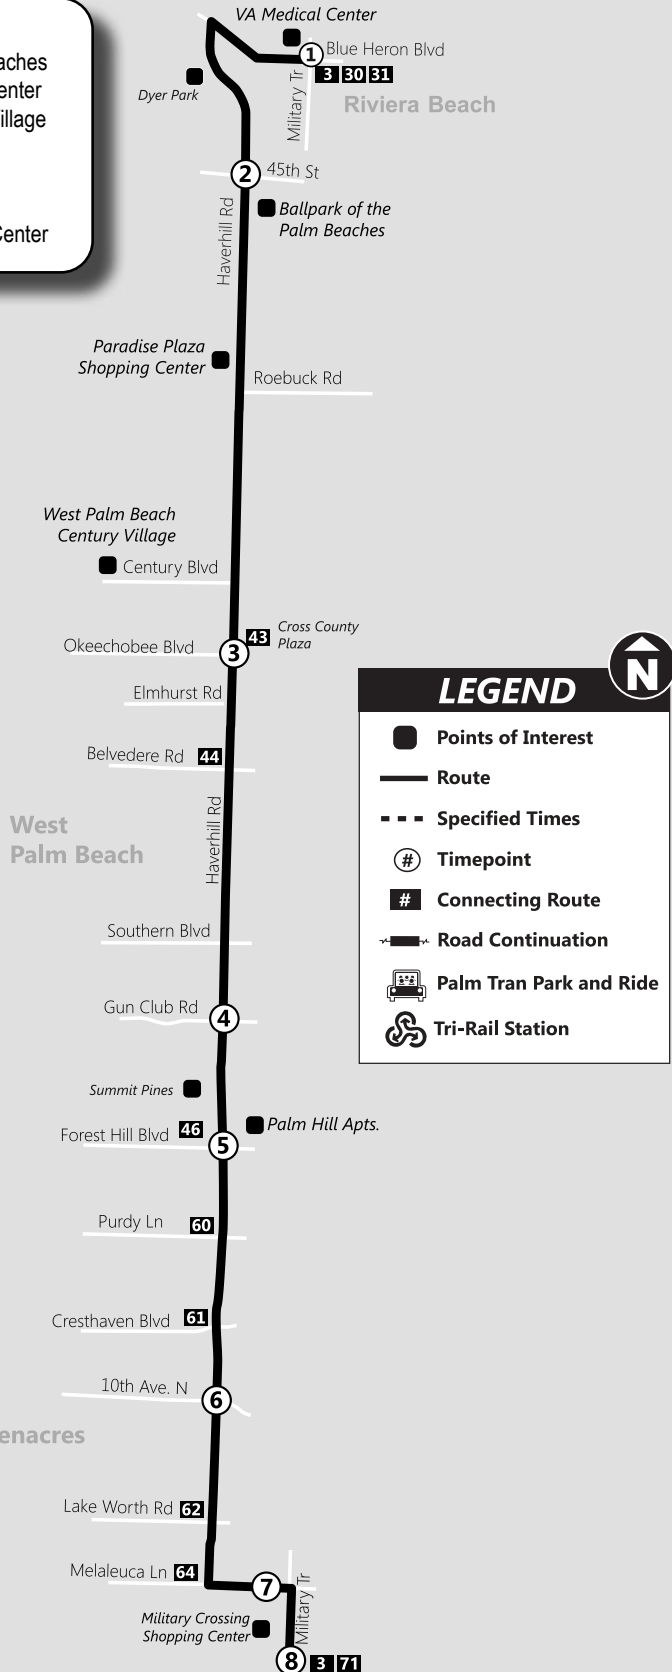 VA Medical Center
1
Blue Heron Blvd
3 30 31
Dyer Park
Military Tr
Riviera Beach
2
45th St
Haverhill Rd
Ballpark of the
Palm Beaches
Center
Paradise Plaza
Shopping Center
Roebuck Rd
West Palm Beach
Century Village
Century Blvd
43
Cross County
Plaza
Okeechobee Blvd
3
Elmhurst Rd
Belvedere Rd
44
Haverhill Rd
West
Palm Beach
Southern Blvd
Gun Club Rd
4
Summit Pines
Palm Hill Apts.
Forest Hill Blvd
46
5
Purdy Ln
60
Cresthaven Blvd
61
10th Ave. N
6
enacres
Lake Worth Rd
62
Melaleuca Ln
64
7
Military Tr
Military Crossing
Shopping Center
8
3 71
N
LEGEND
Points of Interest
Route
Specified Times
# Timepoint
# Connecting Route
Road Continuation
Palm Tran Park and Ride
Tri-Rail Station